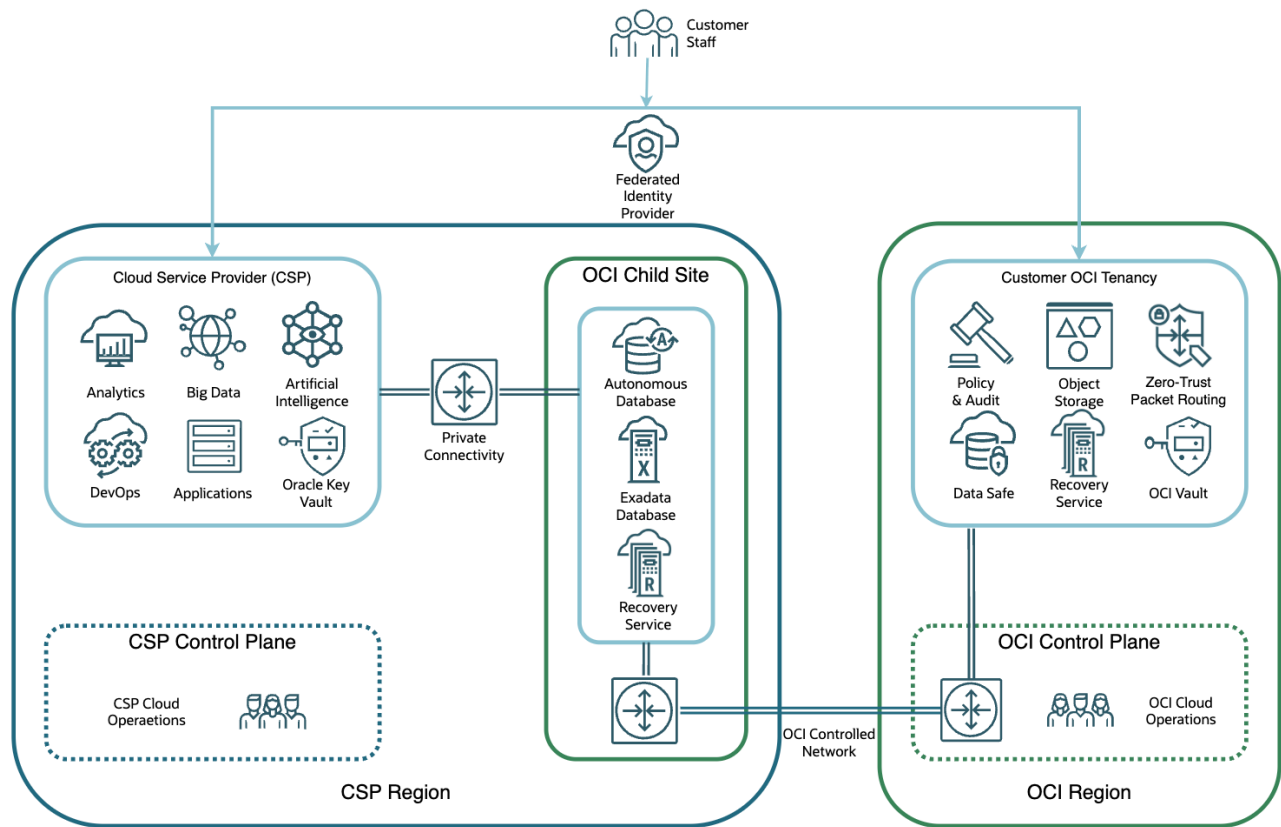 Customer
Staff
Federated
Identity
Provider
Cloud Service Provider (CSP)
Analytics
Big Data
Artificial
Intelligence
DevOps
Applications
Oracle Key
Vault
Private
Connectivity
OCI Child Site
A
Autonomous
Database
X
Exadata
Database
R
Recovery
Service
Customer OCI Tenancy
Policy
& Audit
Object
Storage
Zero-Trust
Packet Routing
Data Safe
R
Recovery
Service
OCI Vault
CSP Control Plane
CSP Cloud
Operaetions
OCI Controlled
Network
OCI Control Plane
OCI Cloud
Operations
CSP Region
OCI Region